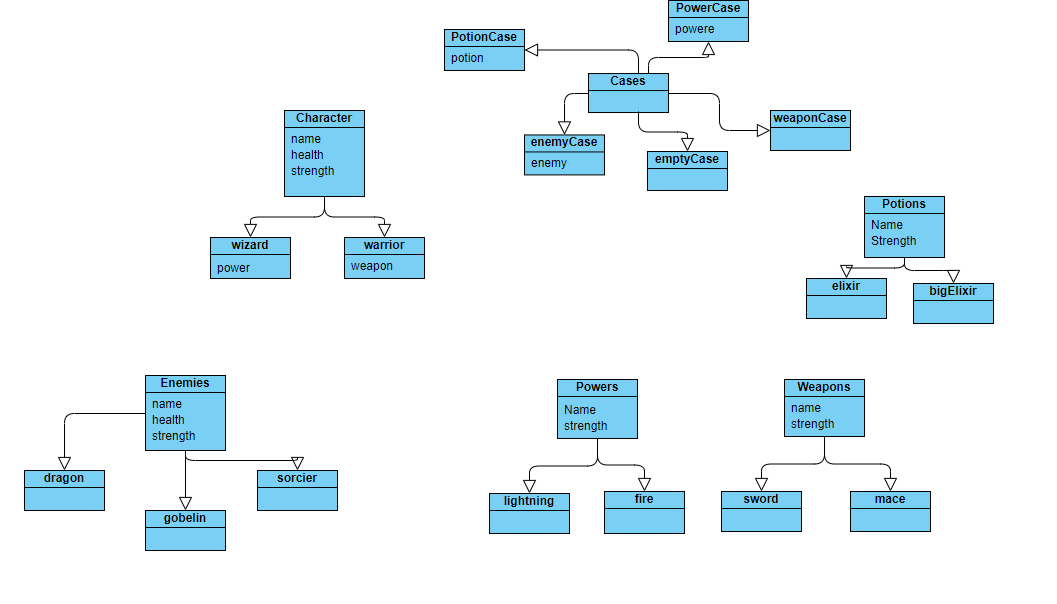 PowerCase
powere
PotionCase
potion
Cases
enemyCase
enemy
emptyCase
weaponCase
Character
name
health
strength
wizard
power
warrior
weapon
Potions
Name
Strength
elixir
bigElixir
Enemies
name
health
strength
dragon
gobelin
sorcier
Powers
Name
strength
lightning
fire
Weapons
name
strength
sword
mace